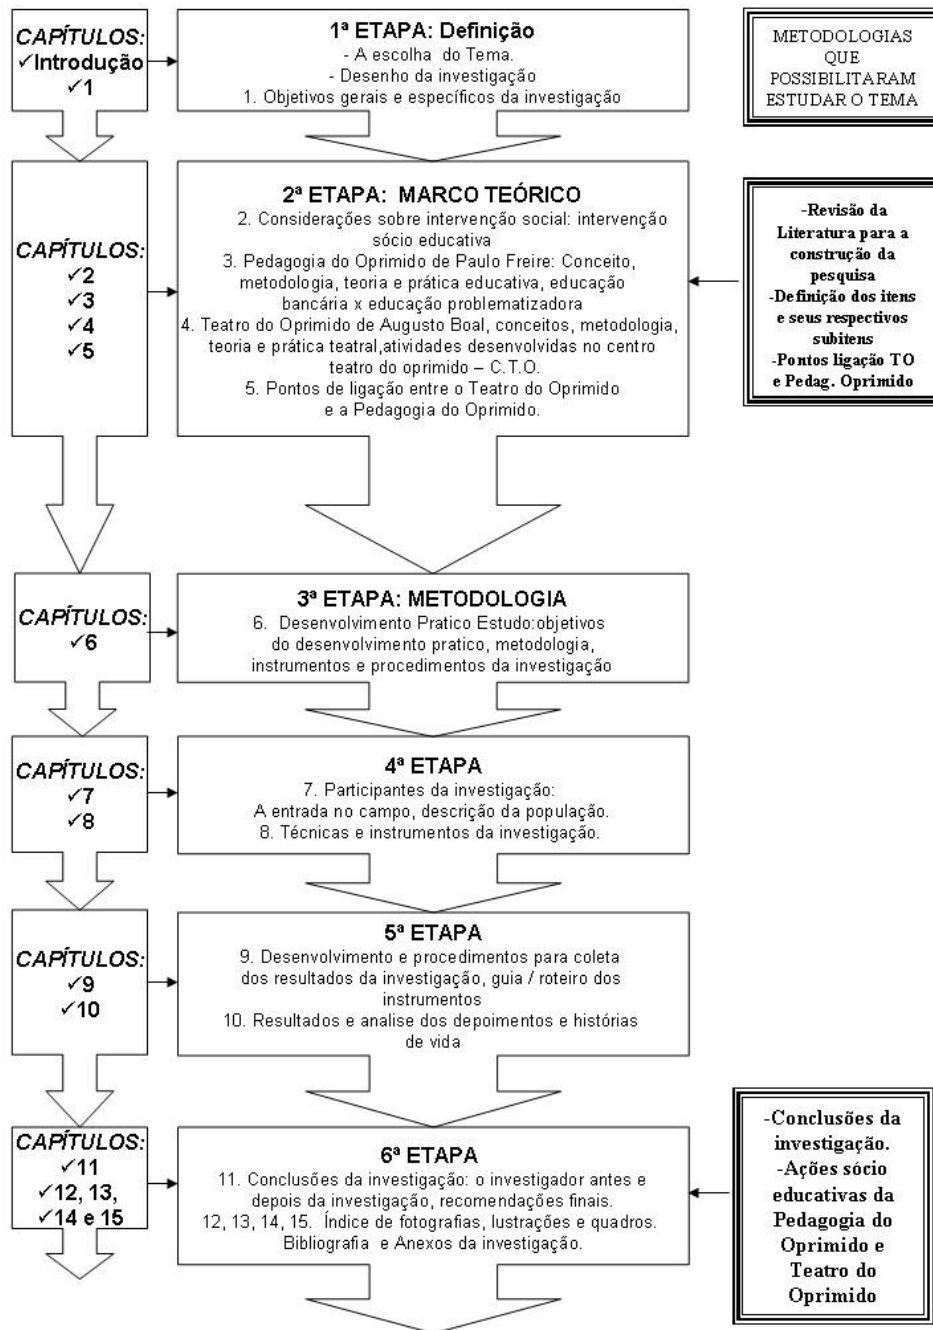 CAPÍTULOS:
✓Introdução
✓1
1ª ETAPA: Definição
- A escolha do Tema.
- Desenho da investigação
1. Objetivos gerais e específicos da investigação
METODOLOGIAS
QUE
POSSIBILITARAM
ESTUDAR O TEMA
CAPÍTULOS:
✓2
✓3
✓4
✓5
2ª ETAPA: MARCO TEÓRICO
2. Considerações sobre intervenção social: intervenção
sócio educativa
3. Pedagogia do Oprimido de Paulo Freire: Conceito,
metodologia, teoria e prática educativa, educação
bancária x educação problematizadora
4. Teatro do Oprimido de Augusto Boal, conceitos, metodologia,
teoria e prática teatral,atividades desenvolvidas no centro
teatro do oprimido – C.T.O.
5. Pontos de ligação entre o Teatro do Oprimido
e a Pedagogia do Oprimido.
-Revisão da
Literatura para a
construção da
pesquisa
-Definição dos itens
e seus respectivos
subitens
-Pontos ligação TO
e Pedag. Oprimido
CAPÍTULOS:
✓6
3ª ETAPA: METODOLOGIA
6. Desenvolvimento Pratico Estudo:objetivos
do desenvolvimento pratico, metodologia,
instrumentos e procedimentos da investigação
CAPÍTULOS:
✓7
✓8
4ª ETAPA
7. Participantes da investigação:
A entrada no campo, descrição da população.
8. Técnicas e instrumentos da investigação.
CAPÍTULOS:
✓9
✓10
5ª ETAPA
9. Desenvolvimento e procedimentos para coleta
dos resultados da investigação, guia / roteiro dos
instrumentos
10. Resultados e analise dos depoimentos e histórias
de vida
CAPÍTULOS:
✓11
✓12, 13,
✓14 e 15
6ª ETAPA
11. Conclusões da investigação: o investigador antes e
depois da investigação, recomendações finais.
12, 13, 14, 15. Índice de fotografias, lustrações e quadros.
Bibliografia e Anexos da investigação.
-Conclusões da
investigação.
-Ações sócio
educativas da
Pedagogia do
Oprimido e
Teatro do
Oprimido